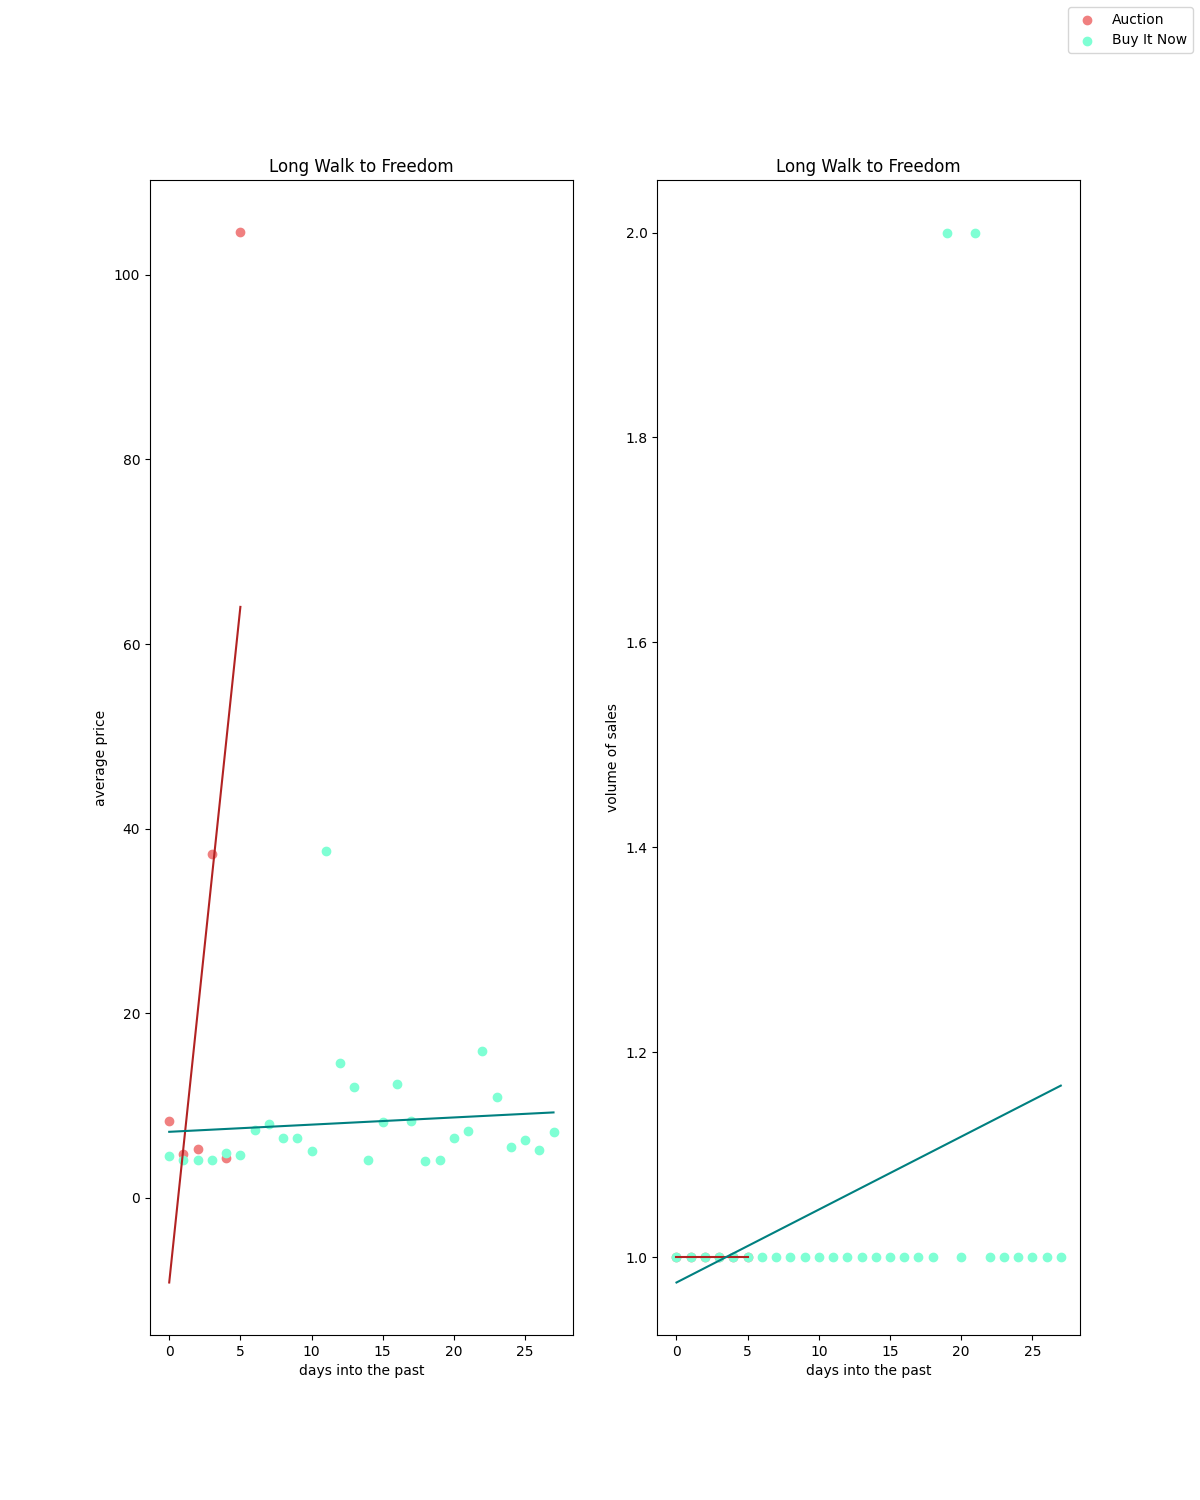 Auction
Buy It Now
Long Walk to Freedom
100
80
60
40
20
0
average price
0 5 10 15 20 25
days into the past
Long Walk to Freedom
2.0
1.8
1.6
1.4
1.2
1.0
volume of sales
0 5 10 15 20 25
days into the past